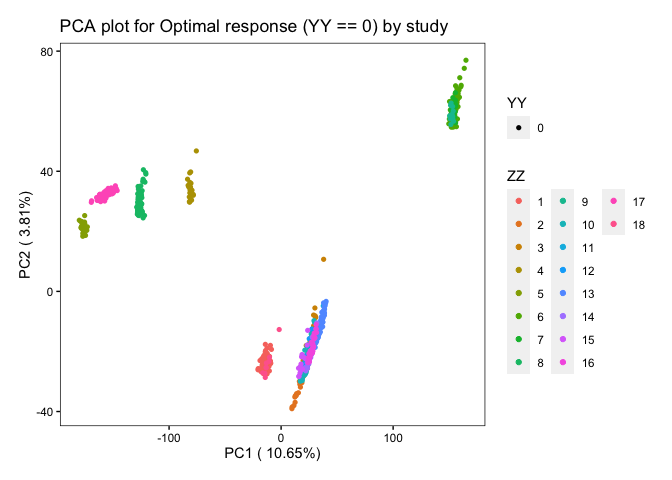 PCA plot for Optimal response (YY == 0) by study
80
40
0
-40
PC2 ( 3.81%)
-100
0
100
PC1 ( 10.65%)
YY
0
ZZ
1 9 17
2 10 18
3 11
4 12
5 13
6 14
7 15
8 16